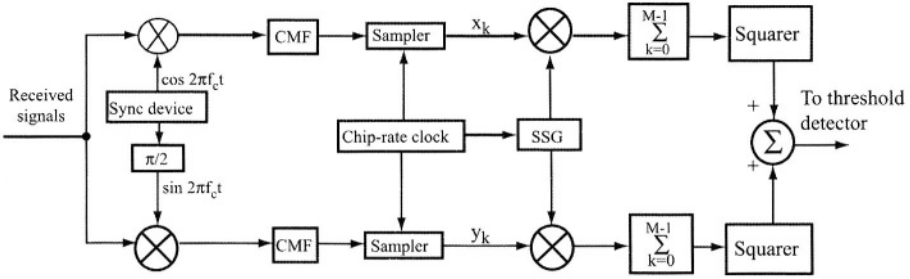 M-1
CMF
Sampler
x_k
Σ
k=0
Squarer
cos 2πf_ct
Received
signals
Sync device
+
To threshold
detector
Chip-rate clock
SSG
Σ
π/2
+
sin 2πf_ct
CMF
Sampler
y_k
M-1
Σ
k=0
Squarer